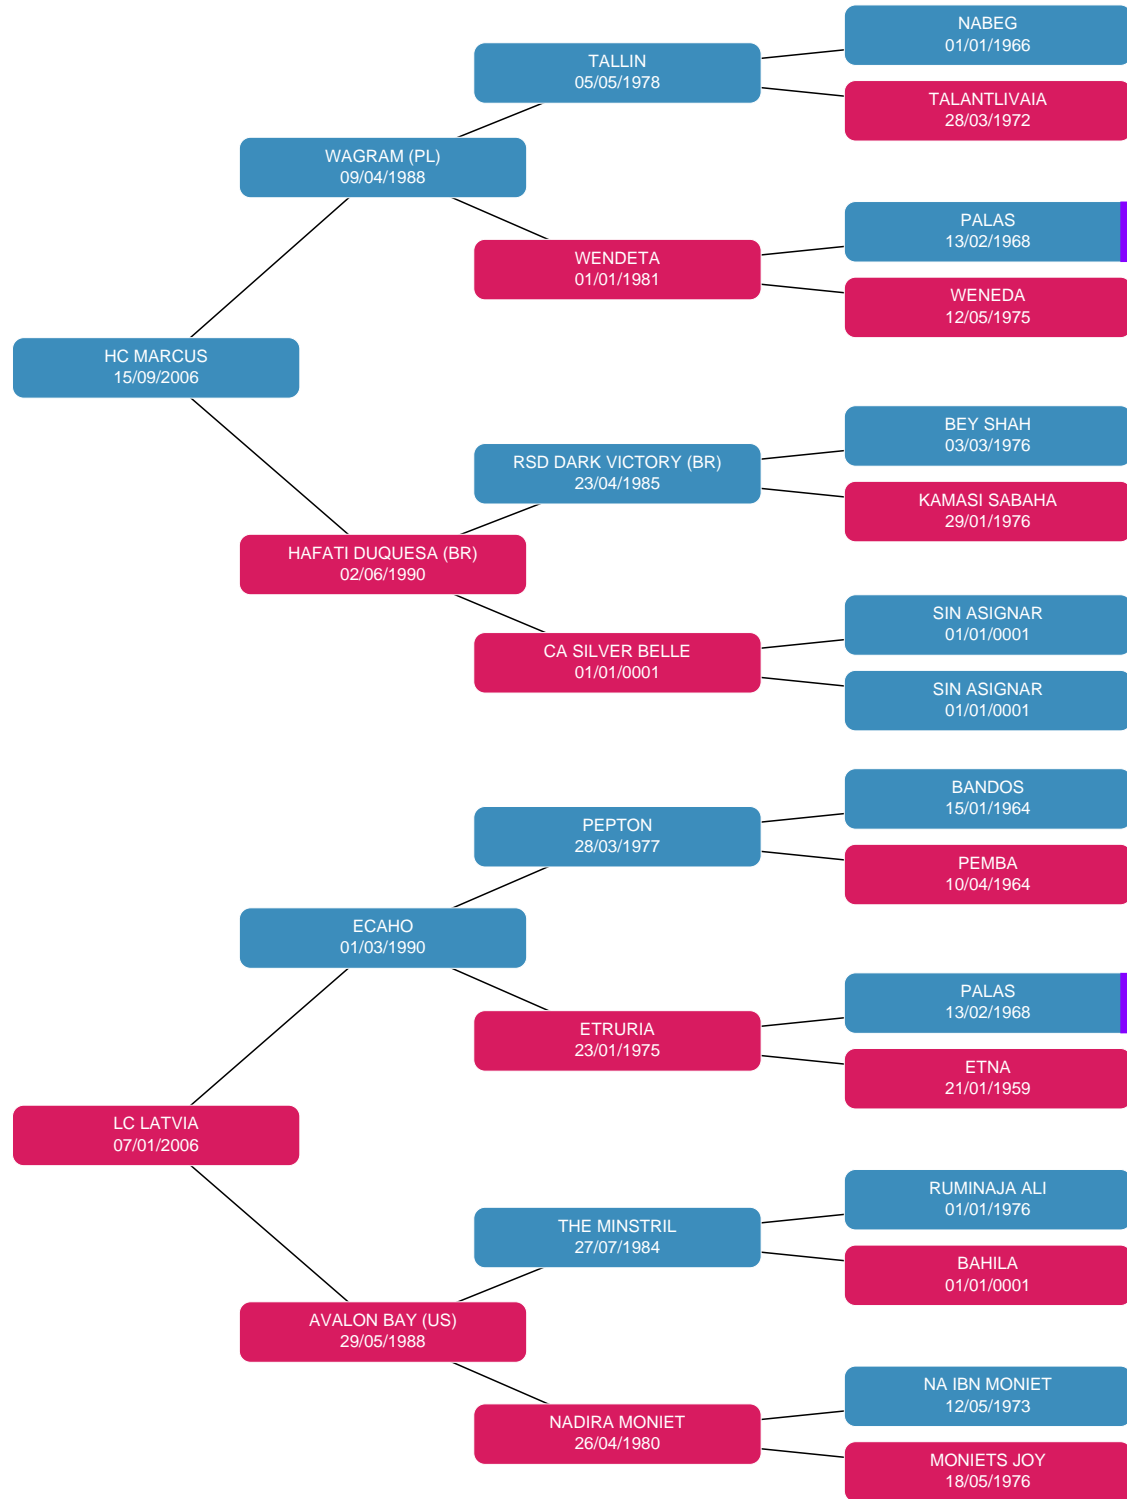 NABEG
01/01/1966
TALLIN
05/05/1978
TALANTLIVAIA
28/03/1972
WAGRAM (PL)
09/04/1988
PALAS
13/02/1968
WENDETA
01/01/1981
WENEDA
12/05/1975
HC MARCUS
15/09/2006
BEY SHAH
03/03/1976
RSD DARK VICTORY (BR)
23/04/1985
KAMASI SABAHA
29/01/1976
HAFATI DUQUESA (BR)
02/06/1990
SIN ASIGNAR
01/01/0001
CA SILVER BELLE
01/01/0001
SIN ASIGNAR
01/01/0001
BANDOS
15/01/1964
PEPTON
28/03/1977
PEMBA
10/04/1964
ECAHO
01/03/1990
PALAS
13/02/1968
ETRURIA
23/01/1975
ETNA
21/01/1959
LC LATVIA
07/01/2006
RUMINAJA ALI
01/01/1976
THE MINSTRIL
27/07/1984
BAHILA
01/01/0001
AVALON BAY (US)
29/05/1988
NA IBN MONIET
12/05/1973
NADIRA MONIET
26/04/1980
MONIETS JOY
18/05/1976